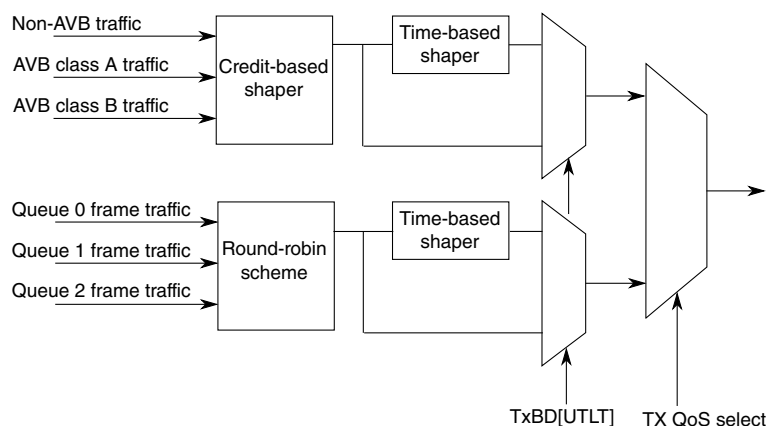 Non-AVB traffic
AVB class A traffic
AVB class B traffic
Credit-based
shaper
Time-based
shaper
Queue 0 frame traffic
Queue 1 frame traffic
Queue 2 frame traffic
Round-robin
scheme
Time-based
shaper
TxBD[UTLT]
TX QoS select